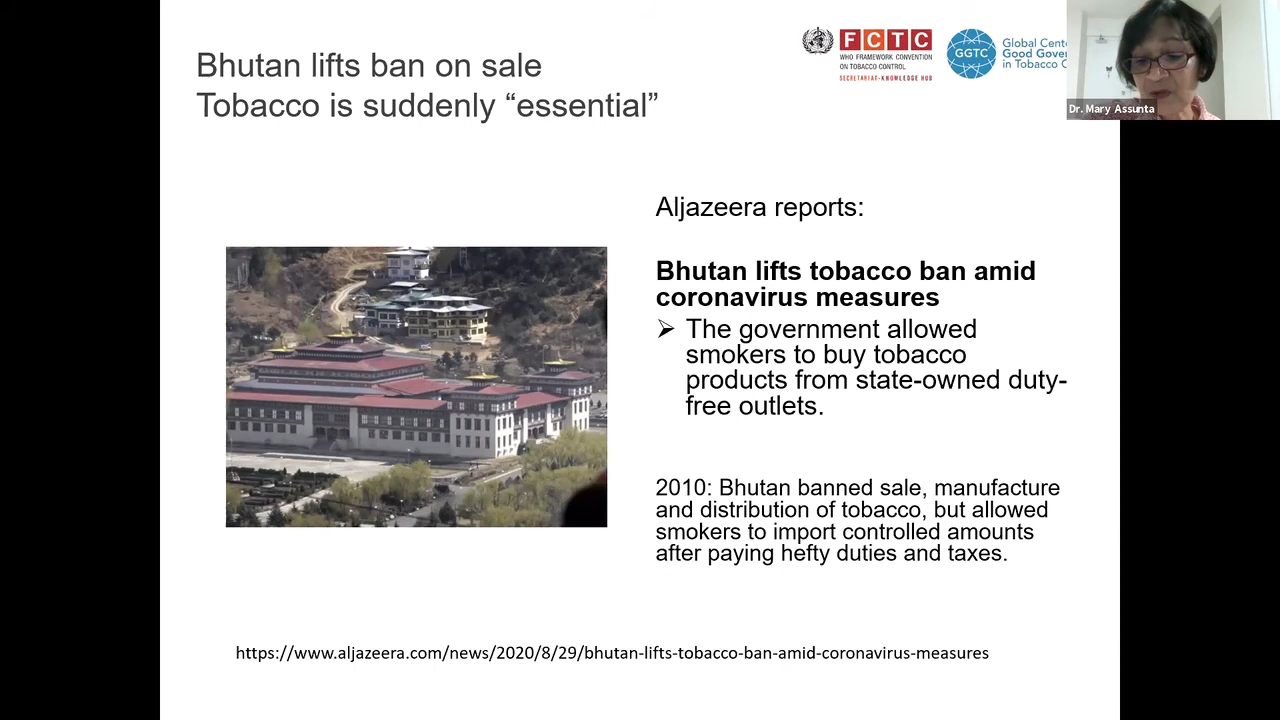 Bhutan lifts ban on sale
Tobacco is suddenly “essential”
FCTC
WHO FRAMEWORK CONVENTION
ON TOBACCO CONTROL
SECRETARIAT-KNOWLEDGE HUB
GGTC
Global Cent
Good Gover
in Tobacco C
Dr. Mary Assunta
Aljazeera reports:
Bhutan lifts tobacco ban amid
coronavirus measures
➢ The government allowed
smokers to buy tobacco
products from state-owned duty-
free outlets.
2010: Bhutan banned sale, manufacture
and distribution of tobacco, but allowed
smokers to import controlled amounts
after paying hefty duties and taxes.
https://www.aljazeera.com/news/2020/8/29/bhutan-lifts-tobacco-ban-amid-coronavirus-measures